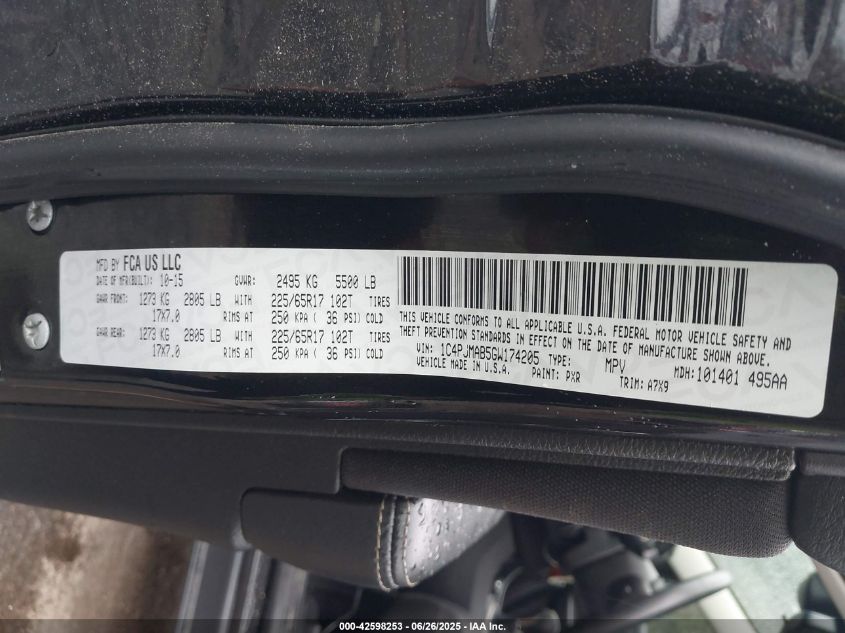 MFD BY FCA US LLC
DATE OF MFR(BUILT): 10-15 GVWR: 2495 KG 5500 LB
GAWR FRONT: 1273 KG 2805 LB WITH 225/65R17 102T TIRES
17X7.0 RIMS AT 250 KPA ( 36 PSI) COLD
GAWR REAR: 1273 KG 2805 LB WITH 225/65R17 102T TIRES
17X7.0 RIMS AT 250 KPA ( 36 PSI) COLD
THIS VEHICLE CONFORMS TO ALL APPLICABLE U.S.A. FEDERAL MOTOR VEHICLE SAFETY AND
THEFT PREVENTION STANDARDS IN EFFECT ON THE DATE OF MANUFACTURE SHOWN ABOVE.
VIN: 1C4PJMAB5GW174205 TYPE: MPV MDH:101401 495AA
VEHICLE MADE IN U.S.A. PAINT: PXR TRIM: A7X9
000-42598253 - 06/26/2025 - IAA